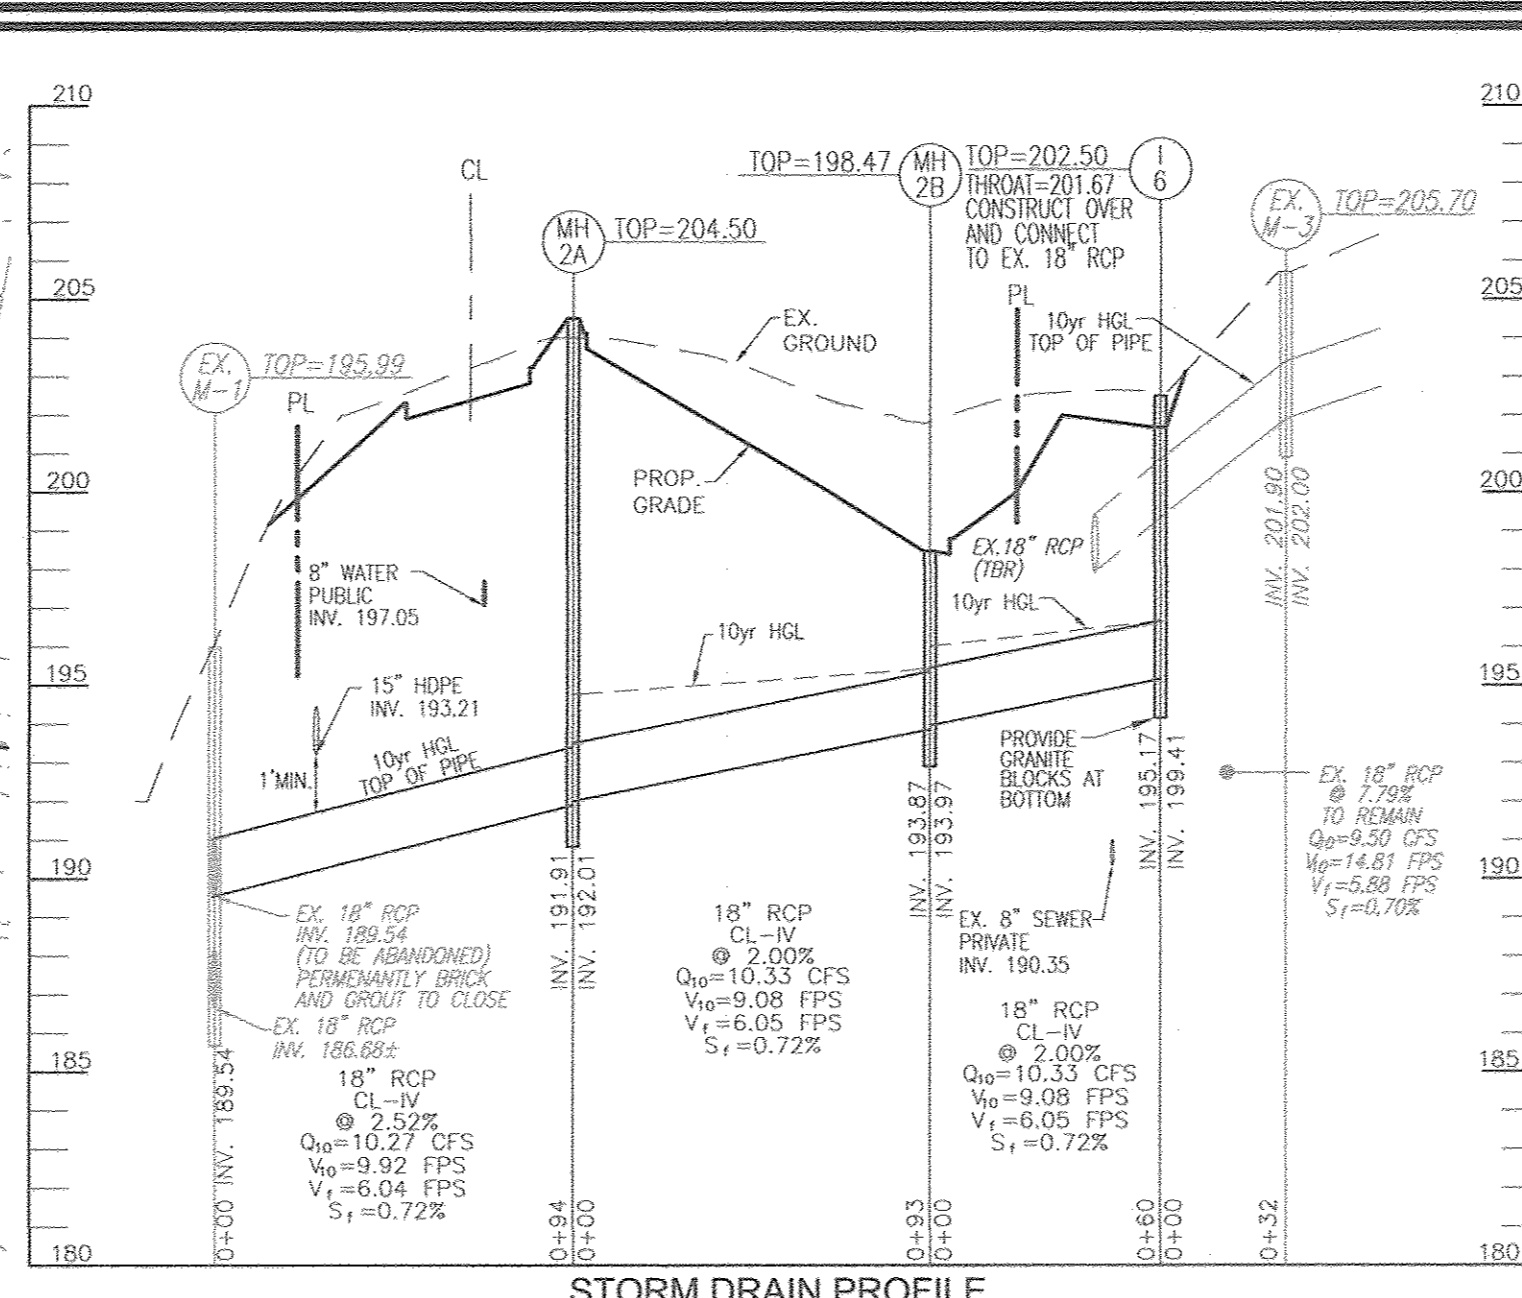 210
205
200
195
190
185
180
210
205
200
195
190
185
180
EX.
M-1
TOP=195.99
PL
CL
MH
2A
TOP=204.50
TOP=198.47
MH
2B
TOP=202.50
THROAT=201.67
CONSTRUCT OVER
AND CONNECT
TO EX. 18" RCP
I
6
EX.
M-3
TOP=205.70
PL
10yr HGL
TOP OF PIPE
EX.
GROUND
PROP.
GRADE
8" WATER
PUBLIC
INV. 197.05
EX.18" RCP
(TBR)
10yr HGL
10yr HGL
15" HDPE
INV. 193.21
1'MIN.
10yr HGL
TOP OF PIPE
PROVIDE
GRANITE
BLOCKS AT
BOTTOM
INV. 201.90
INV. 202.00
INV. 195.17
INV. 199.41
INV. 193.87
INV. 193.97
INV. 191.91
INV. 192.01
EX. 18" RCP
@ 7.79%
TO REMAIN
Q10=9.50 CFS
V10=14.81 FPS
Vf=5.88 FPS
Sf=0.70%
EX. 18" RCP
INV. 189.54
(TO BE ABANDONED)
PERMENANTLY BRICK
AND GROUT TO CLOSE
EX. 18" RCP
INV. 186.68±
18" RCP
CL-IV
@ 2.00%
Q10=10.33 CFS
V10=9.08 FPS
Vf=6.05 FPS
Sf=0.72%
EX. 8" SEWER
PRIVATE
INV. 190.35
18" RCP
CL-IV
@ 2.00%
Q10=10.33 CFS
V10=9.08 FPS
Vf=6.05 FPS
Sf=0.72%
18" RCP
CL-IV
@ 2.52%
Q10=10.27 CFS
V10=9.92 FPS
Vf=6.04 FPS
Sf=0.72%
0+00 INV. 189.54
0+94
0+00
0+93
0+00
0+60
0+00
0+32
STORM DRAIN PROFILE